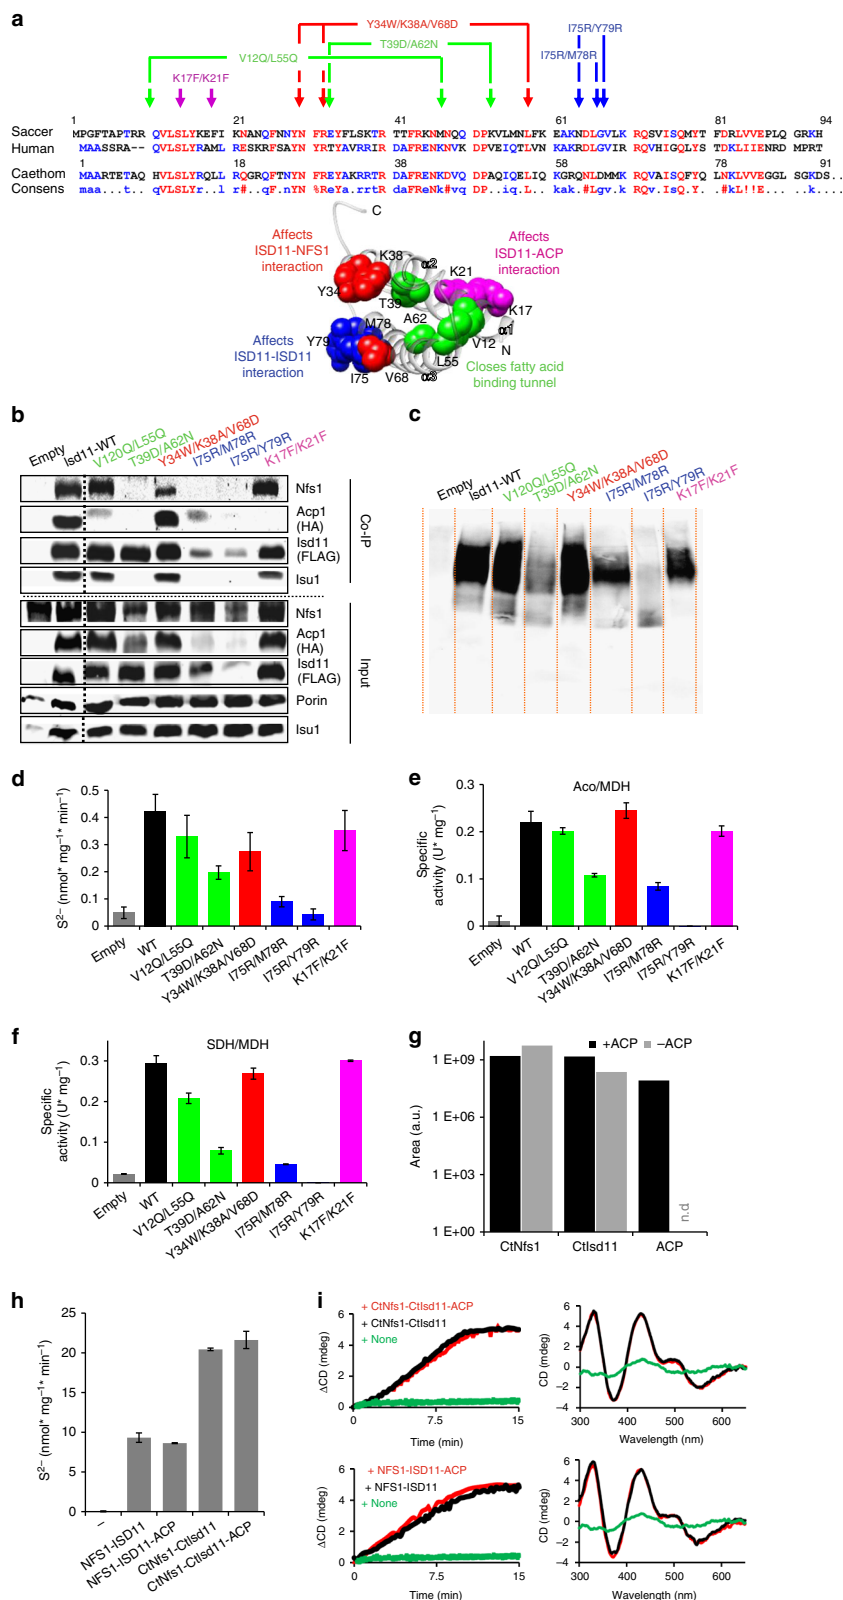 a
Y34W/K38A/V68D
I75R/Y79R
T39D/A62N
I75R/M78R
V12Q/L55Q
K17F/K21F
1 21 41 61 81 94
Saccer MPGFTAPTRR QVLSLYKEFI KNANQFNNYN FREYFLSKTR TTFRKNMNQQ DPKVLMNLFK EAKNDLGVLK RQSVISQMYT FDRLVVEPLQ GRKH
Human MAASSRA-- QVLSLYRAML RESKRFSAYN YRTYAVRRIR DAFRENKNVK DPVEIQTLVN KAKRDLGVIR RQVHIGQLYS TDKLIIENRD MPRT
1 18 38 58 78 91
Caethom MAARTETAQ HVLSLYRQLL RQGRQFTNYN FREYAKRRTR DAFRENKDVQ DPAQIQELIQ KGRQNLDMMK RQVVISQFYQ LNKLVVEGGL SGKDS..
Consens maa...t.q QVLSLYr..l r#..qF.nYN %ReYa.rrtR daFReNk#vq DP..iq.L.. kak.#Lgv.k RQ.vIsQ.Y. .#kL!!E... .......
C
Affects
ISD11-NFS1
interaction
Affects
ISD11-ACP
interaction
K38
α2
K21
Y34
T39
K17
A62
α1
M78
V12
N
Affects
ISD11-ISD11
interaction
Y79
L55
I75
V68
α3
Closes fatty acid
binding tunnel
b
Empty
Isd11-WT
V120Q/L55Q
T39D/A62N
Y34W/K38A/V68D
I75R/M78R
I75R/Y79R
K17F/K21F
Nfs1
Acp1
(HA)
Isd11
(FLAG)
Isu1
Co-IP
Nfs1
Acp1
(HA)
Isd11
(FLAG)
Porin
Isu1
Input
c
Empty
Isd11-WT
V120Q/L55Q
T39D/A62N
Y34W/K38A/V68D
I75R/M78R
I75R/Y79R
K17F/K21F
d
S2− (nmol* mg−1* min−1)
0.5
0.4
0.3
0.2
0.1
0
Empty
WT
V12Q/L55Q
T39D/A62N
Y34W/K38A/V68D
I75R/M78R
I75R/Y79R
K17F/K21F
e
Aco/MDH
Specific
activity (U* mg−1)
0.3
0.2
0.1
0
Empty
WT
V12Q/L55Q
T39D/A62N
Y34W/K38A/V68D
I75R/M78R
I75R/Y79R
K17F/K21F
f
SDH/MDH
Specific
activity (U* mg−1)
0.3
0.2
0.1
0
Empty
WT
V12Q/L55Q
T39D/A62N
Y34W/K38A/V68D
I75R/M78R
I75R/Y79R
K17F/K21F
g
+ACP −ACP
Area (a.u.)
1 E+09
1 E+06
1 E+03
1 E+00
n.d
CtNfs1 CtIsd11 ACP
h
S2− (nmol* mg−1* min−1)
25
20
15
10
5
0
–
NFS1-ISD11
NFS1-ISD11-ACP
CtNfs1-CtIsd11
CtNfs1-CtIsd11-ACP
i
+ CtNfs1-CtIsd11-ACP
+ CtNfs1-CtIsd11
+ None
ΔCD (mdeg)
6
4
2
0
0 7.5 15
Time (min)
CD (mdeg)
6
4
2
0
−2
−4
300 400 500 600
Wavelength (nm)
+ NFS1-ISD11-ACP
+ NFS1-ISD11
+ None
ΔCD (mdeg)
6
4
2
0
0 7.5 15
Time (min)
CD (mdeg)
6
4
2
0
−2
−4
300 400 500 600
Wavelength (nm)